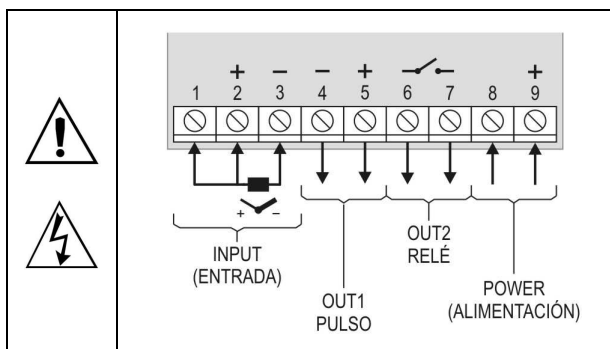 + − − + +
1 2 3 4 5 6 7 8 9
+ −
INPUT
(ENTRADA)
OUT1
PULSO
OUT2
RELÉ
POWER
(ALIMENTACIÓN)